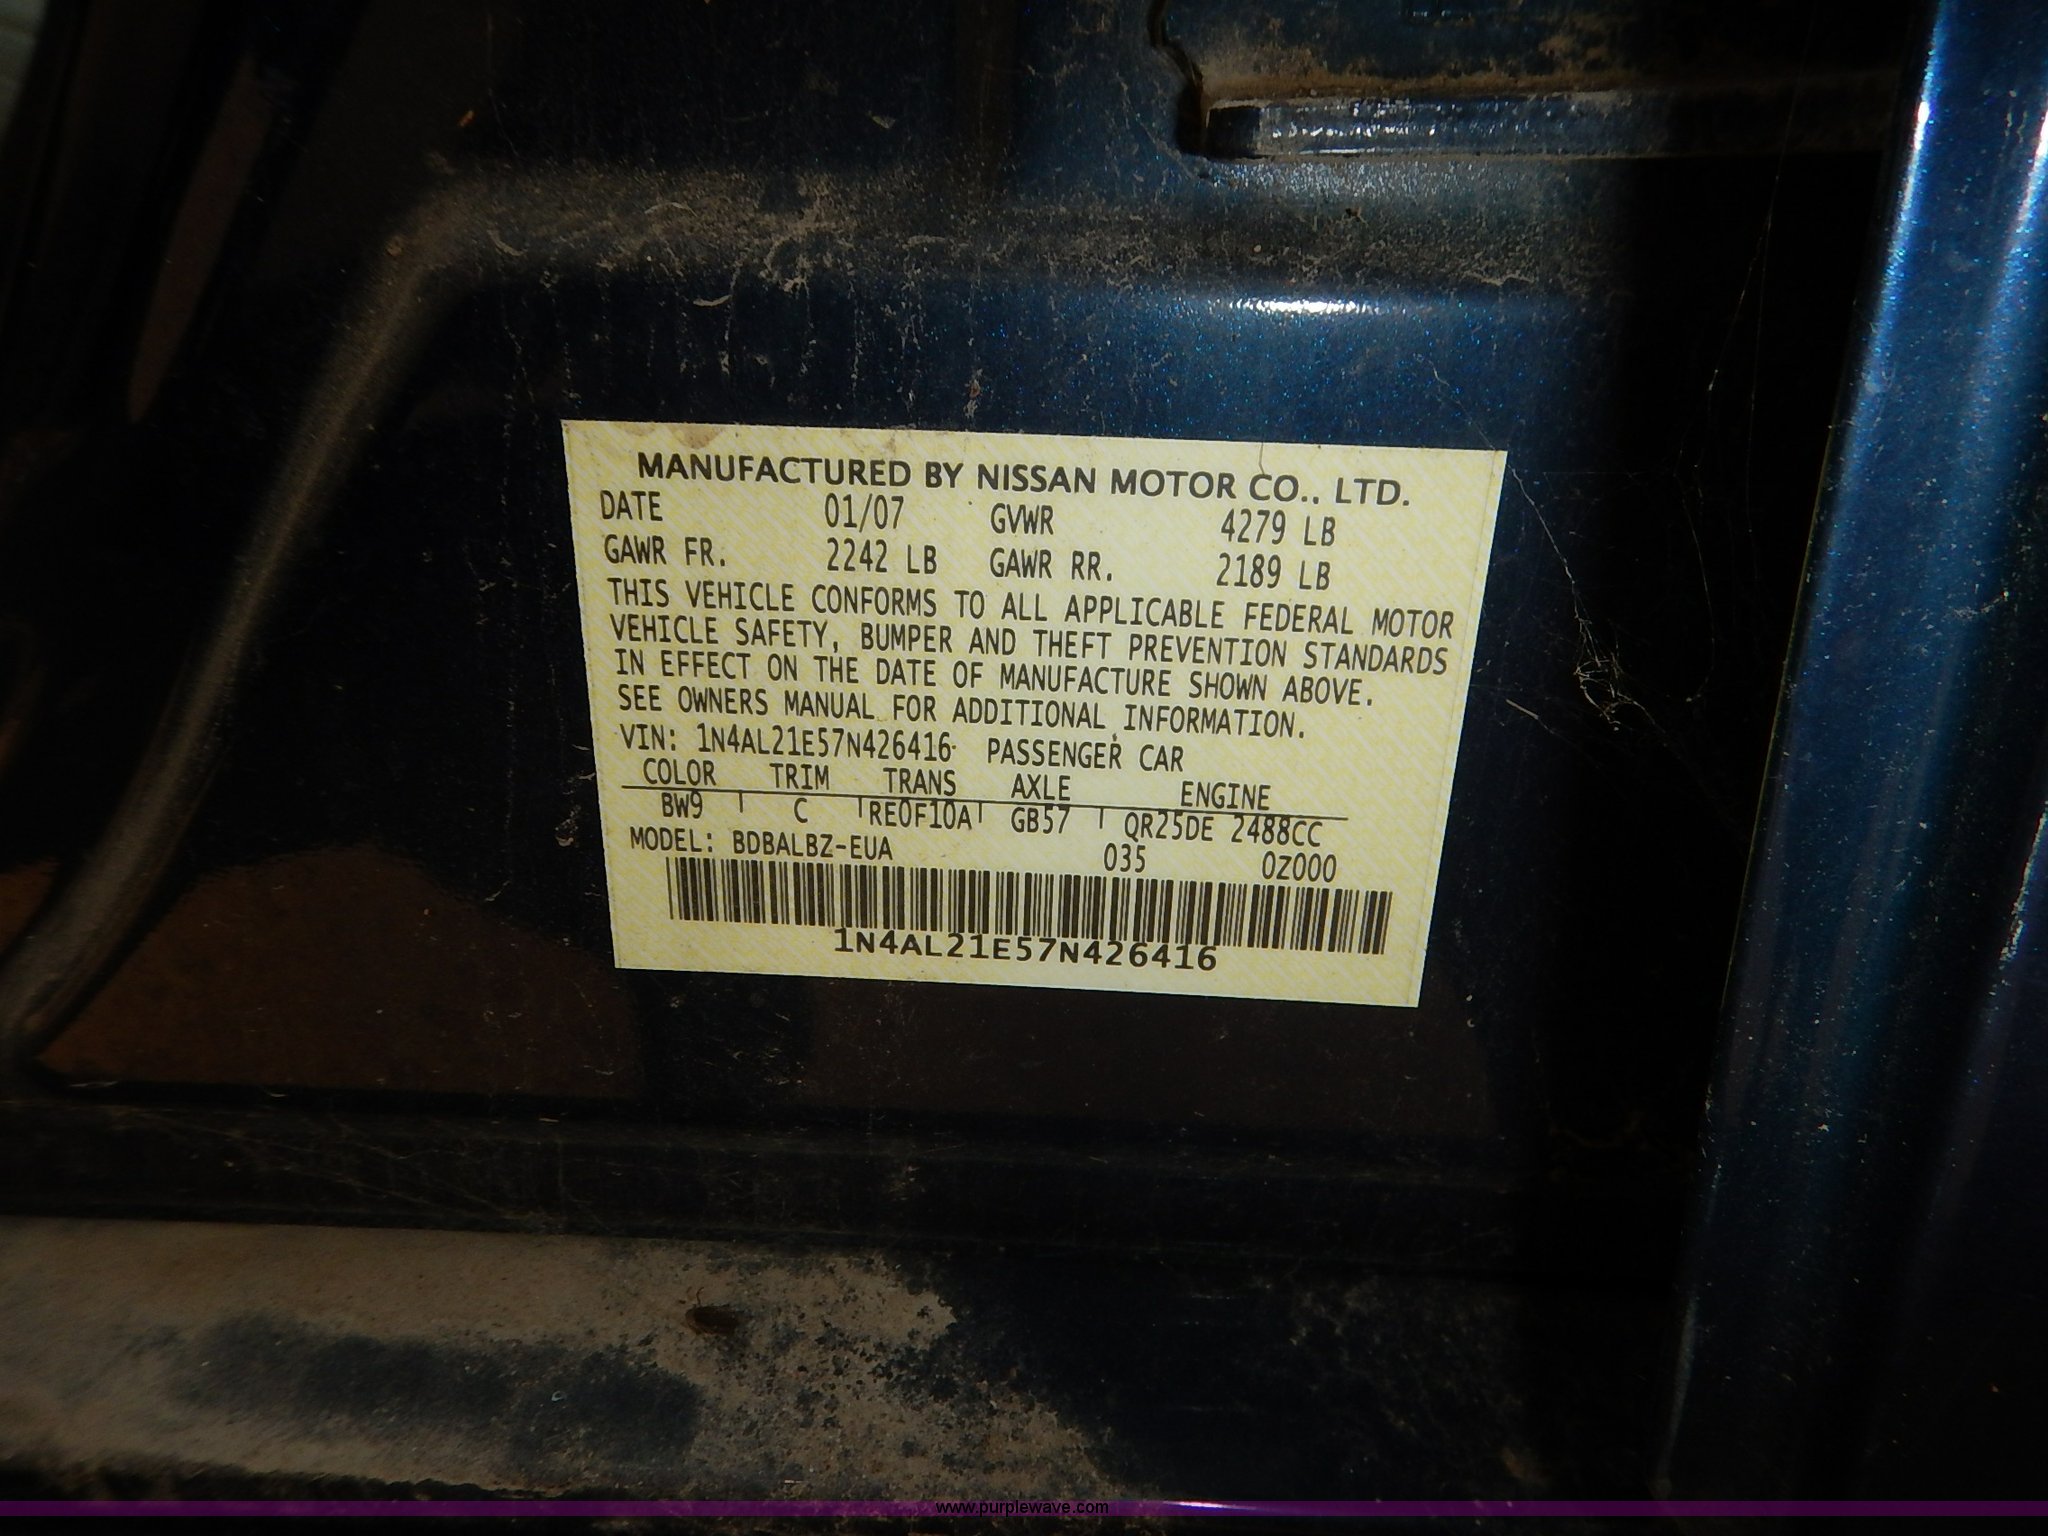 MANUFACTURED BY NISSAN MOTOR CO., LTD.
DATE 01/07 GVWR 4279 LB
GAWR FR. 2242 LB GAWR RR. 2189 LB
THIS VEHICLE CONFORMS TO ALL APPLICABLE FEDERAL MOTOR
VEHICLE SAFETY, BUMPER AND THEFT PREVENTION STANDARDS
IN EFFECT ON THE DATE OF MANUFACTURE SHOWN ABOVE.
SEE OWNERS MANUAL FOR ADDITIONAL INFORMATION.
VIN: 1N4AL21E57N426416 PASSENGER CAR
COLOR TRIM TRANS AXLE ENGINE
BW9 C RE0F10A GB57 QR25DE 2488CC
MODEL: BDBALBZ-EUA 035 0Z000
1N4AL21E57N426416
www.purplewave.com